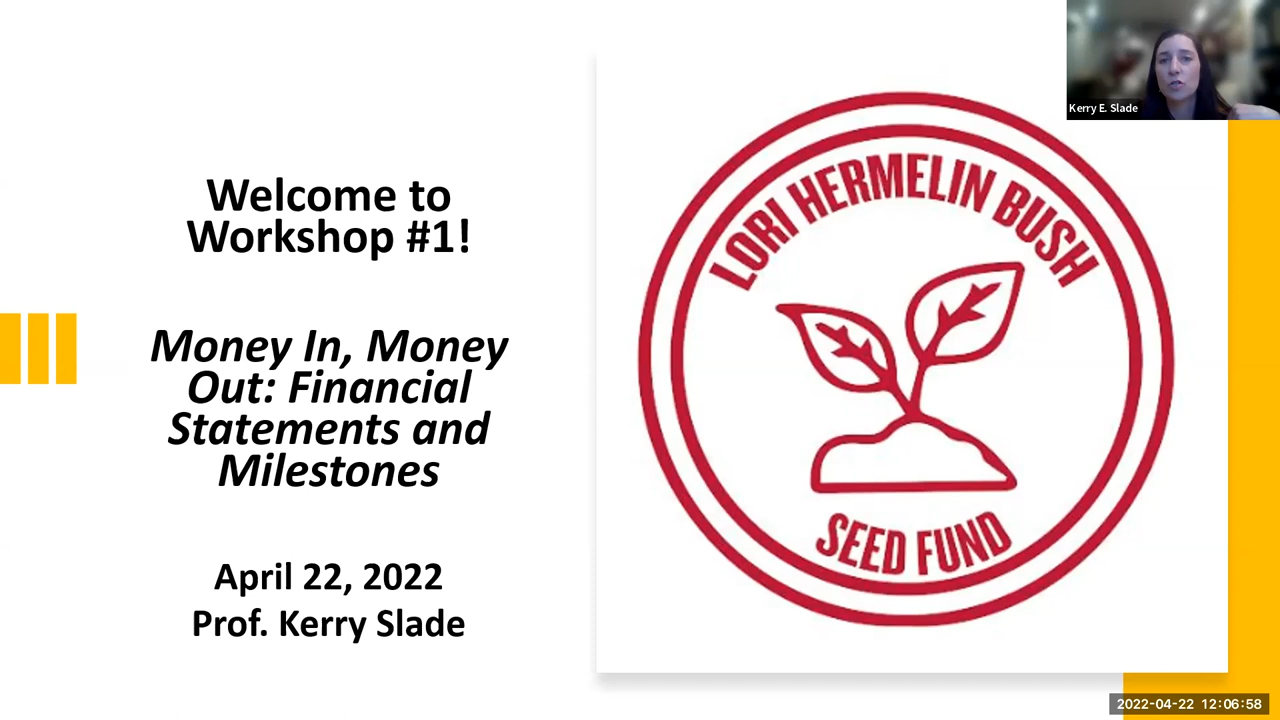 Welcome to
Workshop #1!
Money In, Money
Out: Financial
Statements and
Milestones
April 22, 2022
Prof. Kerry Slade
LORI HERMELIN BUSH
SEED FUND
Kerry E. Slade
2022-04-22 12:06:58